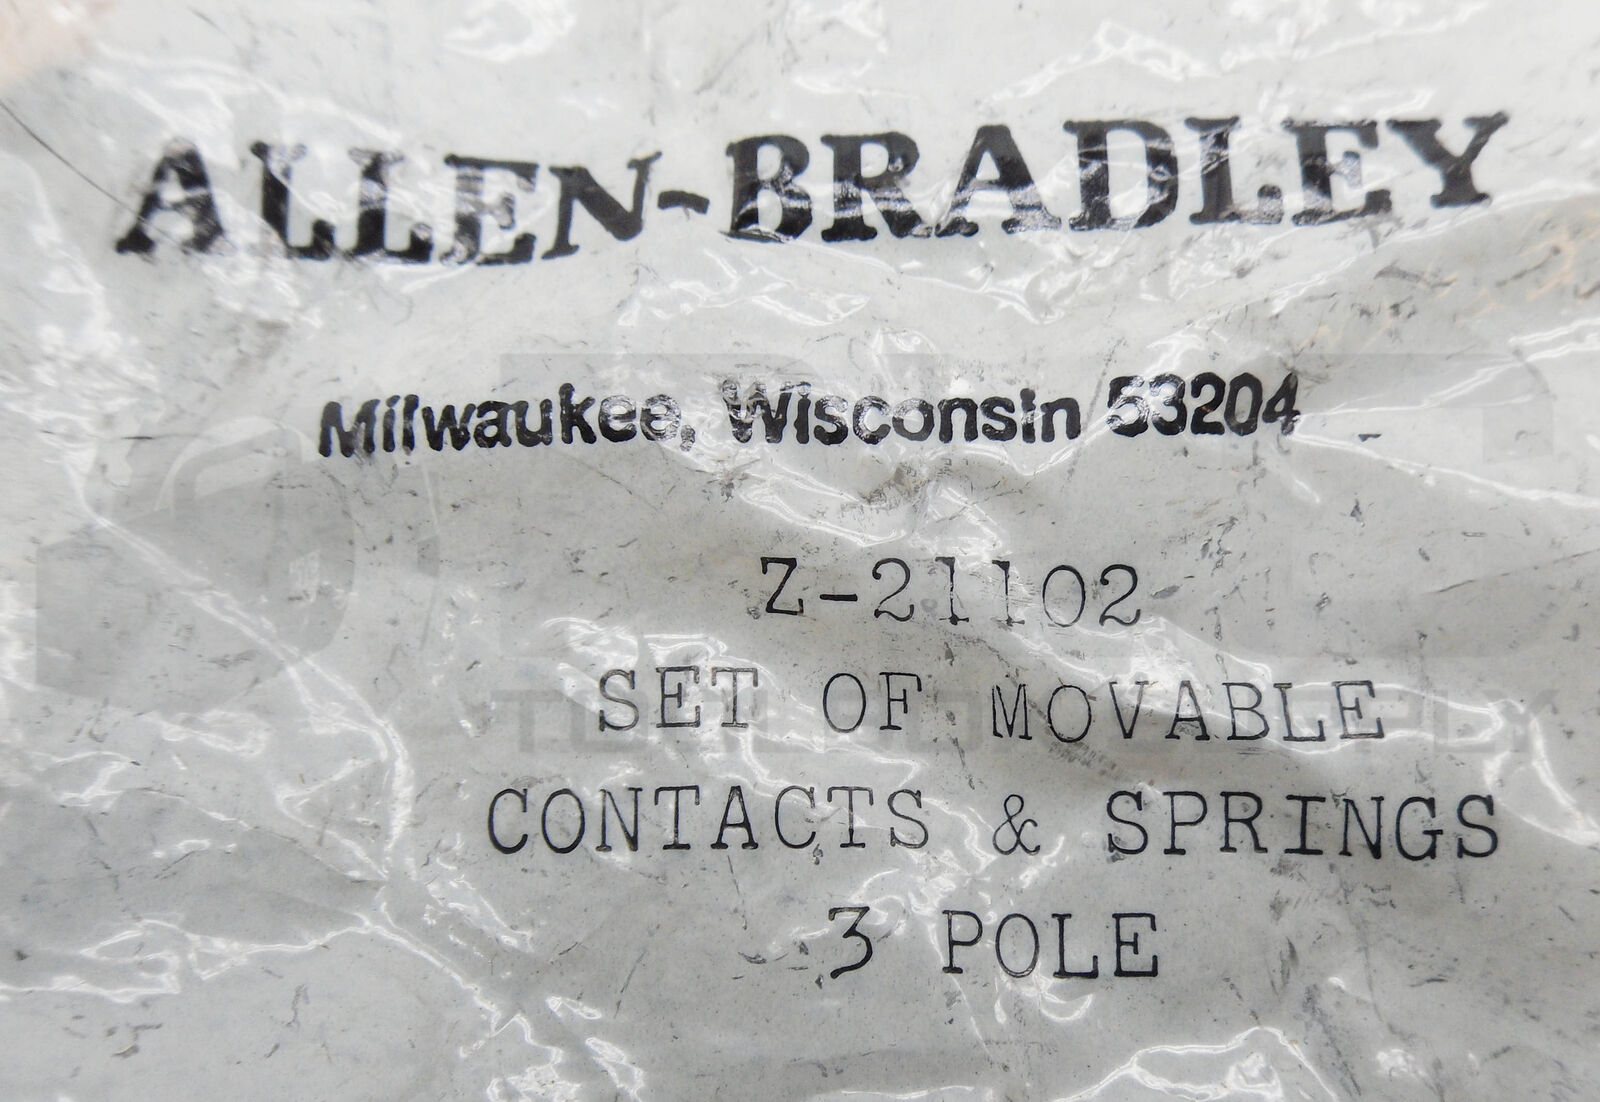 ALLEN-BRADLEY
Milwaukee, Wisconsin 53204
Z-21102
SET OF MOVABLE
CONTACTS & SPRINGS
3 POLE